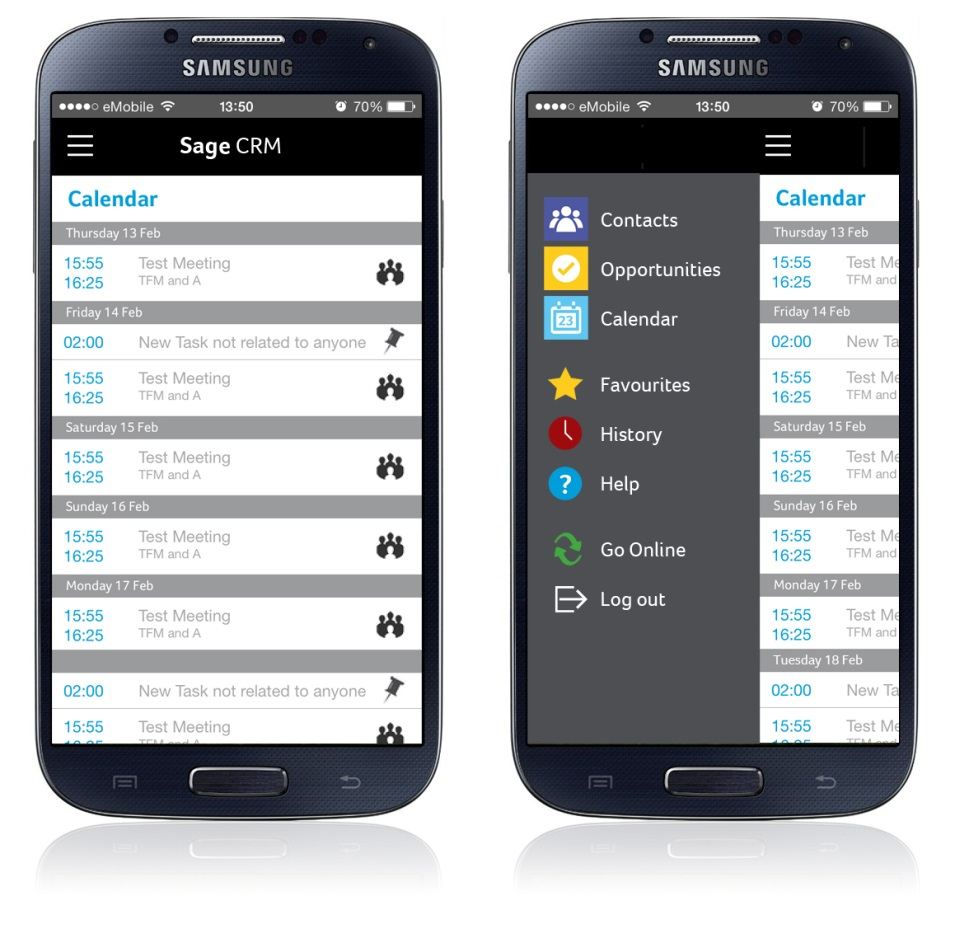 SAMSUNG
eMobile 13:50 70%
Sage CRM
Calendar
Thursday 13 Feb
15:55 Test Meeting
16:25 TFM and A
Friday 14 Feb
02:00 New Task not related to anyone
15:55 Test Meeting
16:25 TFM and A
Saturday 15 Feb
15:55 Test Meeting
16:25 TFM and A
Sunday 16 Feb
15:55 Test Meeting
16:25 TFM and A
Monday 17 Feb
15:55 Test Meeting
16:25 TFM and A
02:00 New Task not related to anyone
15:55 Test Meeting
16:25 TFM and A
SAMSUNG
eMobile 13:50 70%
Contacts
Opportunities
23
Calendar
Favourites
History
?
Help
Go Online
Log out
Calendar
Thursday 13 Feb
15:55 Test Me
16:25 TFM and
Friday 14 Feb
02:00 New Ta
15:55 Test Me
16:25 TFM and
Saturday 15 Feb
15:55 Test Me
16:25 TFM and
Sunday 16 Feb
15:55 Test Me
16:25 TFM and
Monday 17 Feb
15:55 Test Me
16:25 TFM and
Tuesday 18 Feb
02:00 New Ta
15:55 Test Me
16:25 TFM and